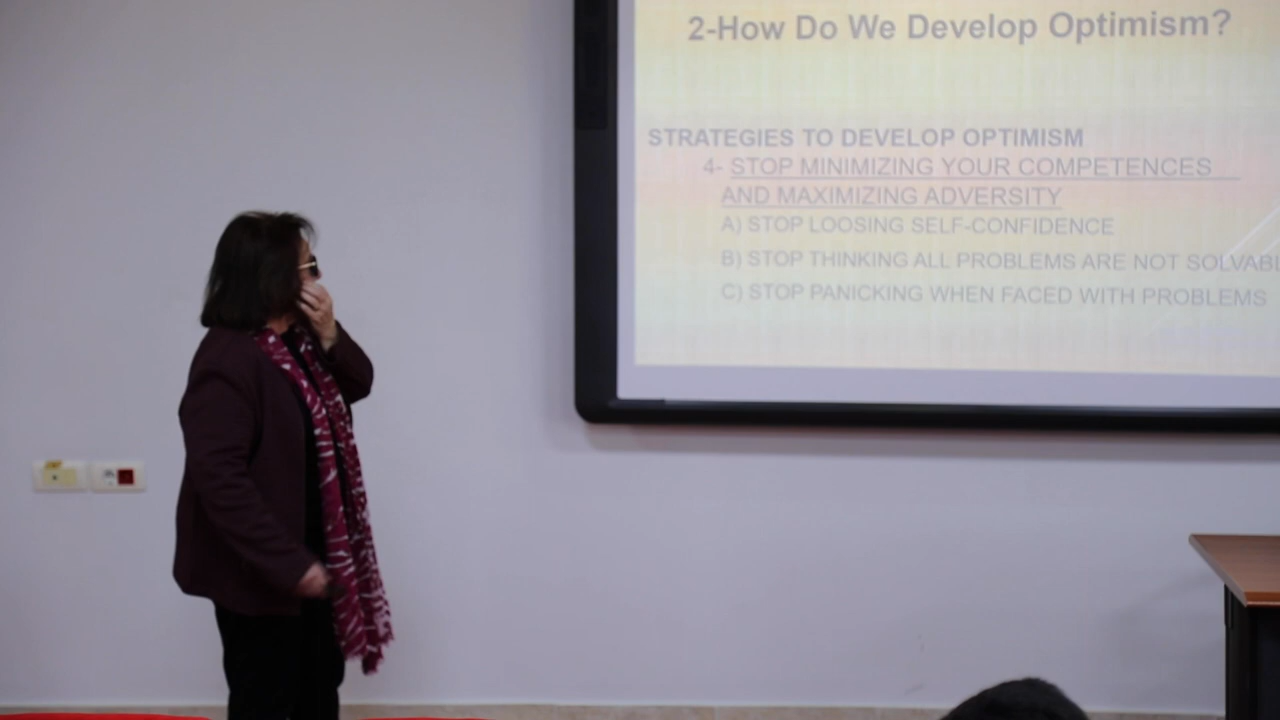 2-How Do We Develop Optimism?
STRATEGIES TO DEVELOP OPTIMISM
4- STOP MINIMIZING YOUR COMPETENCES
AND MAXIMIZING ADVERSITY
A) STOP LOOSING SELF-CONFIDENCE
B) STOP THINKING ALL PROBLEMS ARE NOT SOLVABL
C) STOP PANICKING WHEN FACED WITH PROBLEMS